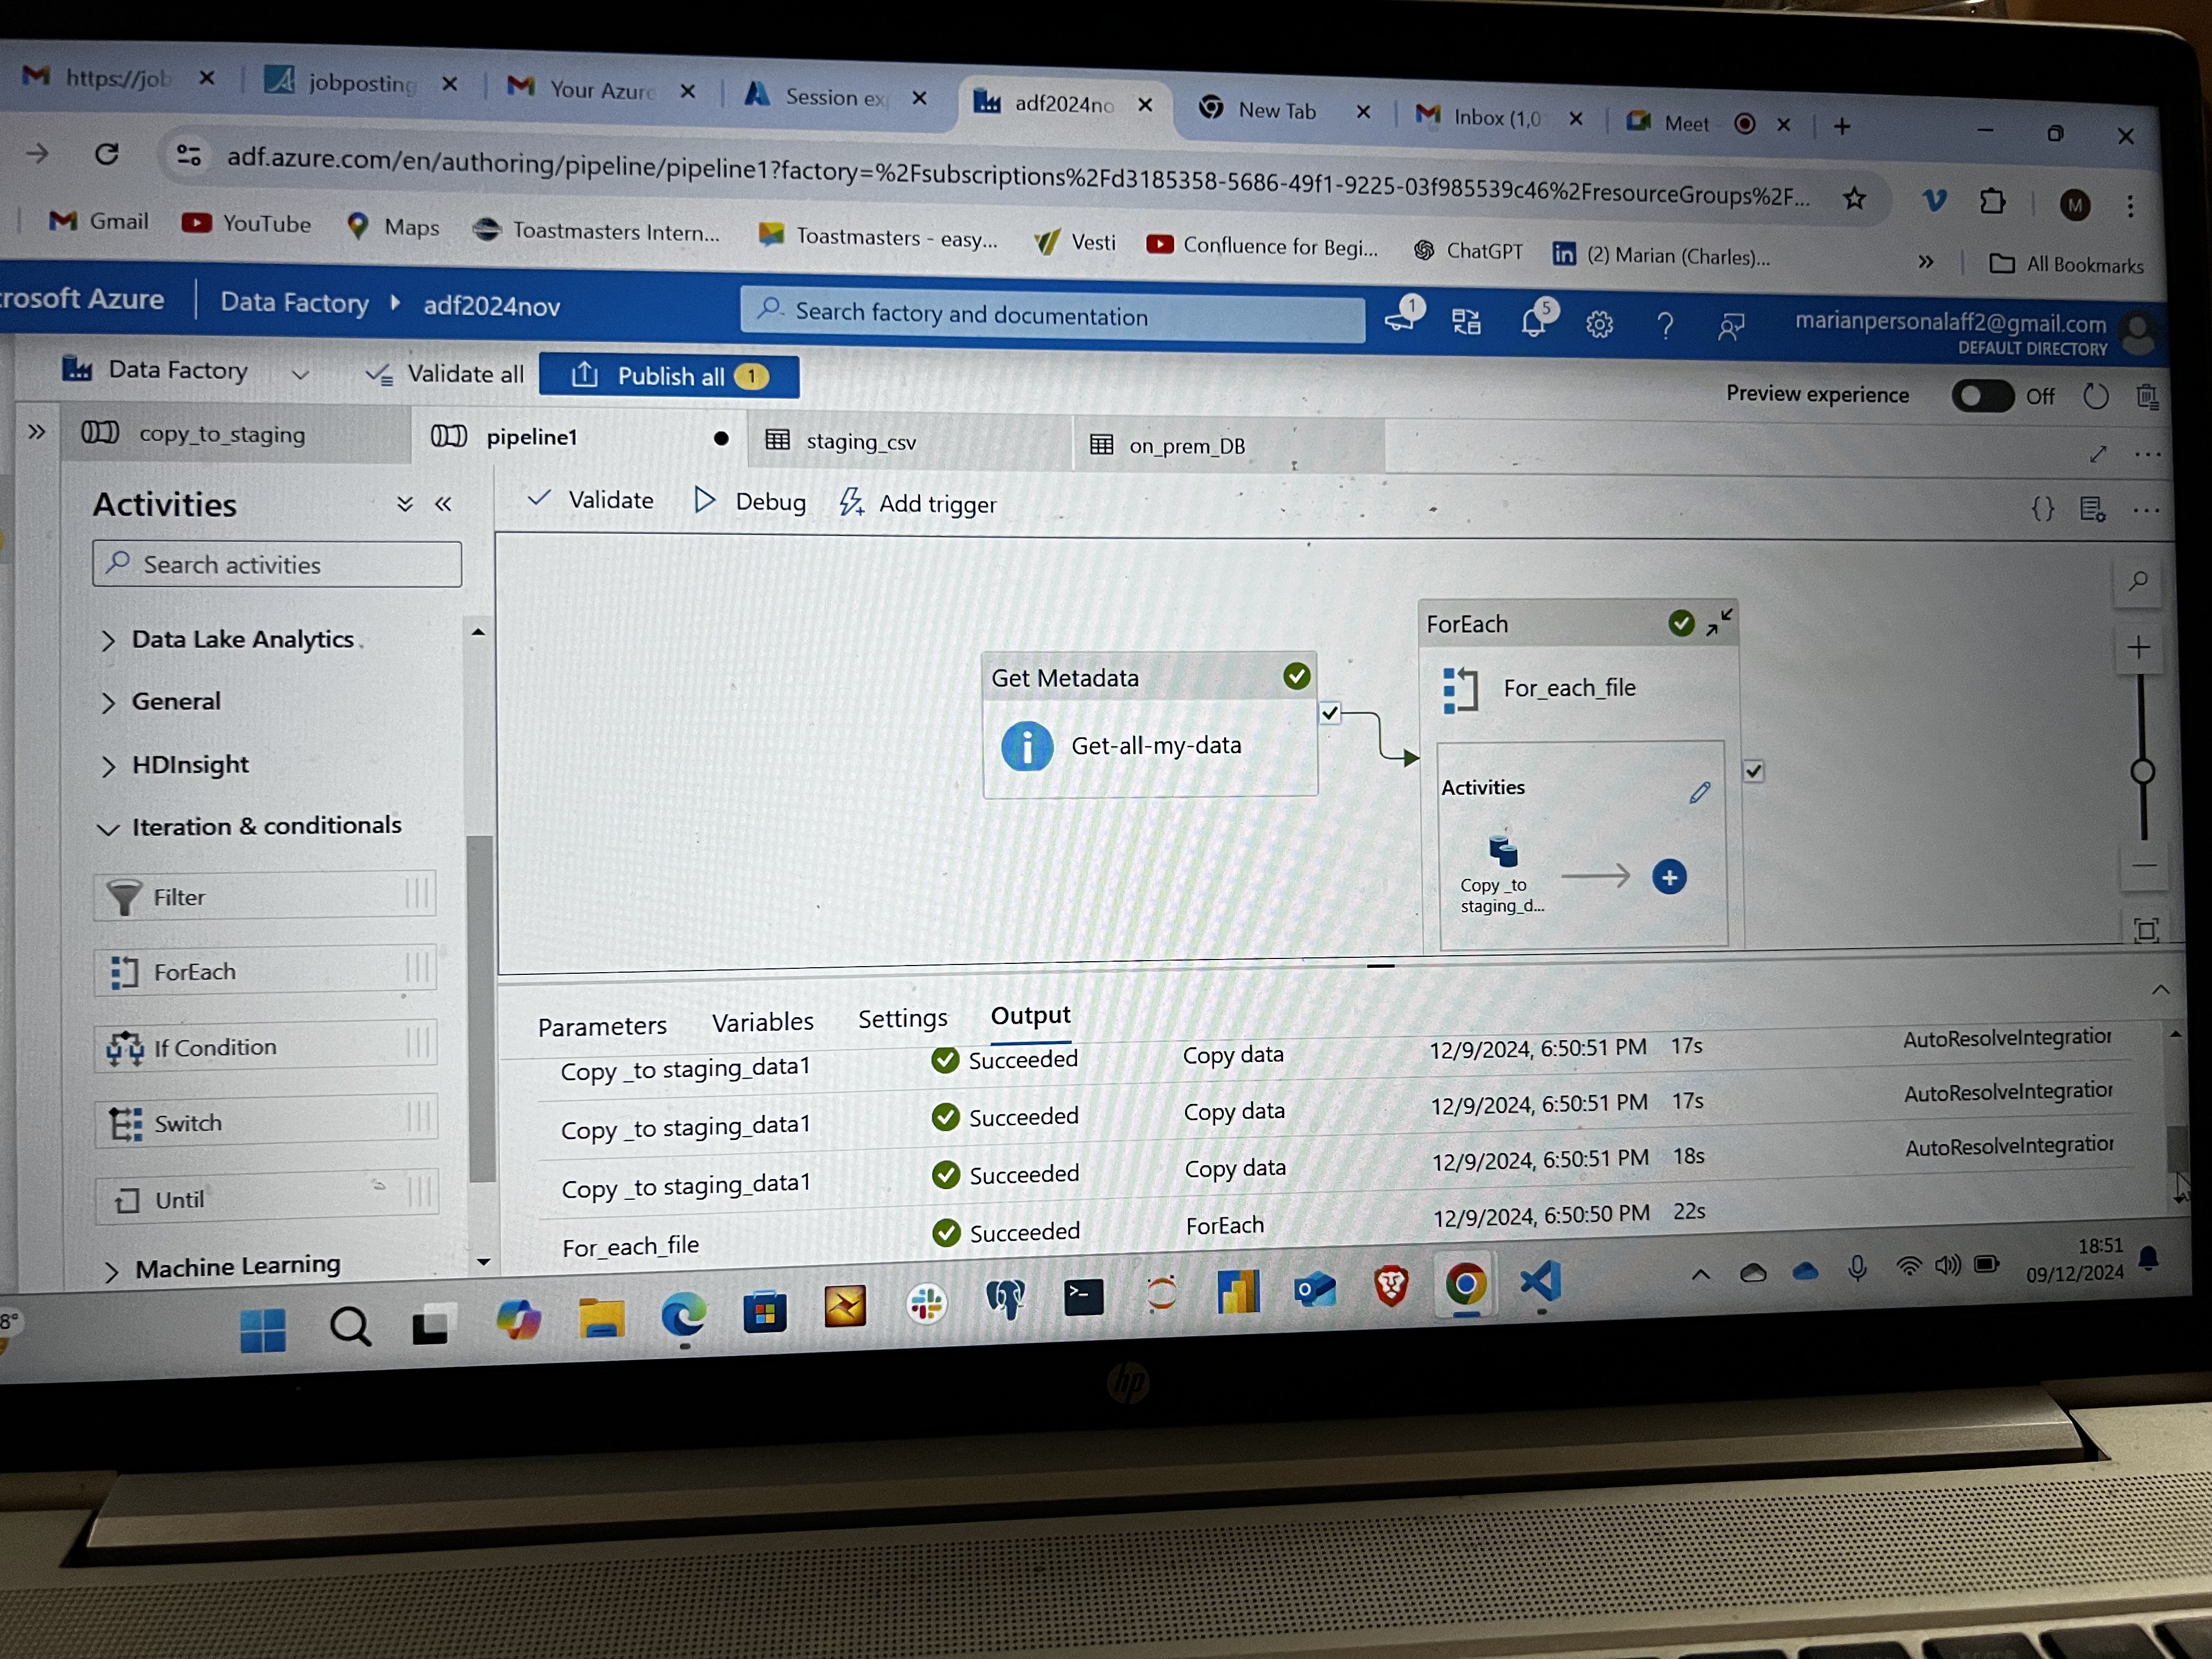 https://job
jobposting
Your Azure
Session ex
adf2024no
New Tab
Inbox (1,0
Meet
adf.azure.com/en/authoring/pipeline/pipeline1?factory=%2Fsubscriptions%2Fd3185358-5686-49f1-9225-03f985539c46%2FresourceGroups%2F...
M
Gmail
YouTube
Maps
Toastmasters Intern...
Toastmasters - easy...
Vesti
Confluence for Begi...
ChatGPT
(2) Marian (Charles)...
All Bookmarks
rosoft Azure
Data Factory
adf2024nov
Search factory and documentation
1
5
marianpersonalaff2@gmail.com
DEFAULT DIRECTORY
Data Factory
Validate all
Publish all 1
Preview experience
Off
copy_to_staging
pipeline1
staging_csv
on_prem_DB
Activities
Validate
Debug
Add trigger
Search activities
Data Lake Analytics
General
HDInsight
Iteration & conditionals
Filter
ForEach
If Condition
Switch
Until
Machine Learning
Get Metadata
Get-all-my-data
ForEach
For_each_file
Activities
Copy _to
staging_d...
Parameters
Variables
Settings
Output
Copy _to staging_data1 Succeeded Copy data 12/9/2024, 6:50:51 PM 17s AutoResolveIntegration
Copy _to staging_data1 Succeeded Copy data 12/9/2024, 6:50:51 PM 17s AutoResolveIntegration
Copy _to staging_data1 Succeeded Copy data 12/9/2024, 6:50:51 PM 18s AutoResolveIntegration
For_each_file Succeeded ForEach 12/9/2024, 6:50:50 PM 22s
8°
18:51
09/12/2024
hp